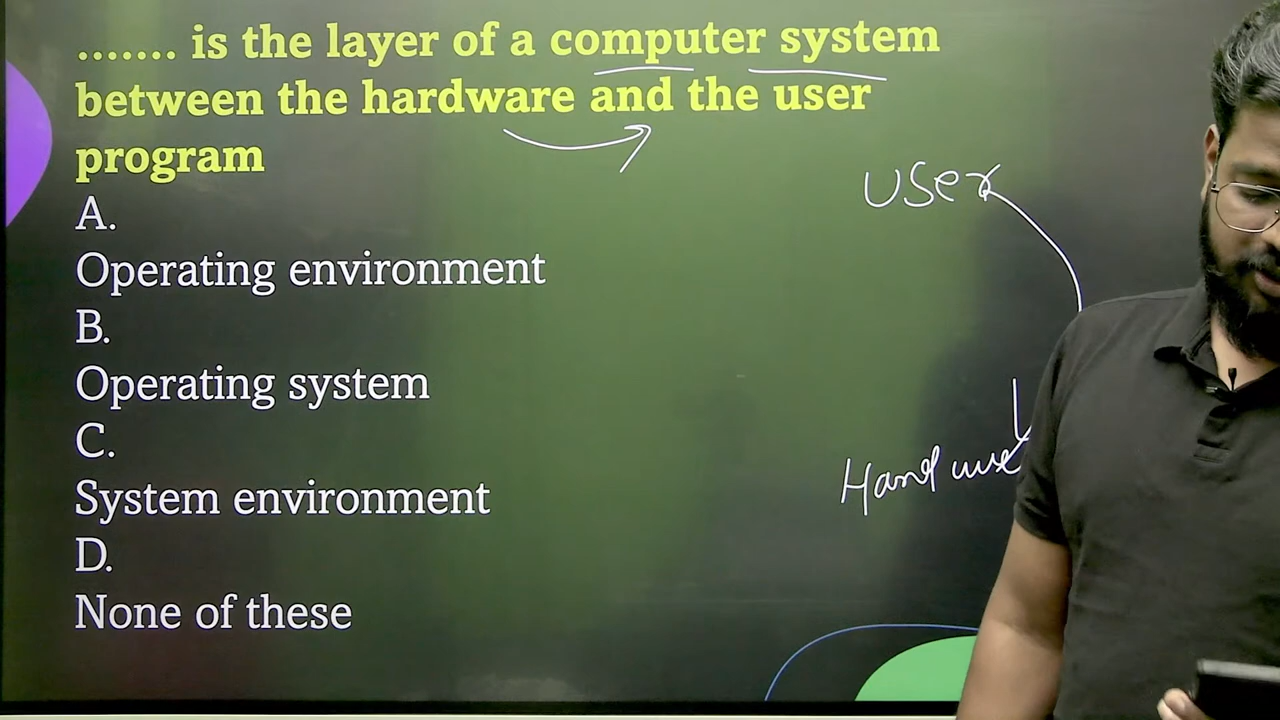 ....... is the layer of a computer system
between the hardware and the user
program
A.
Operating environment
B.
Operating system
C.
System environment
D.
None of these
user